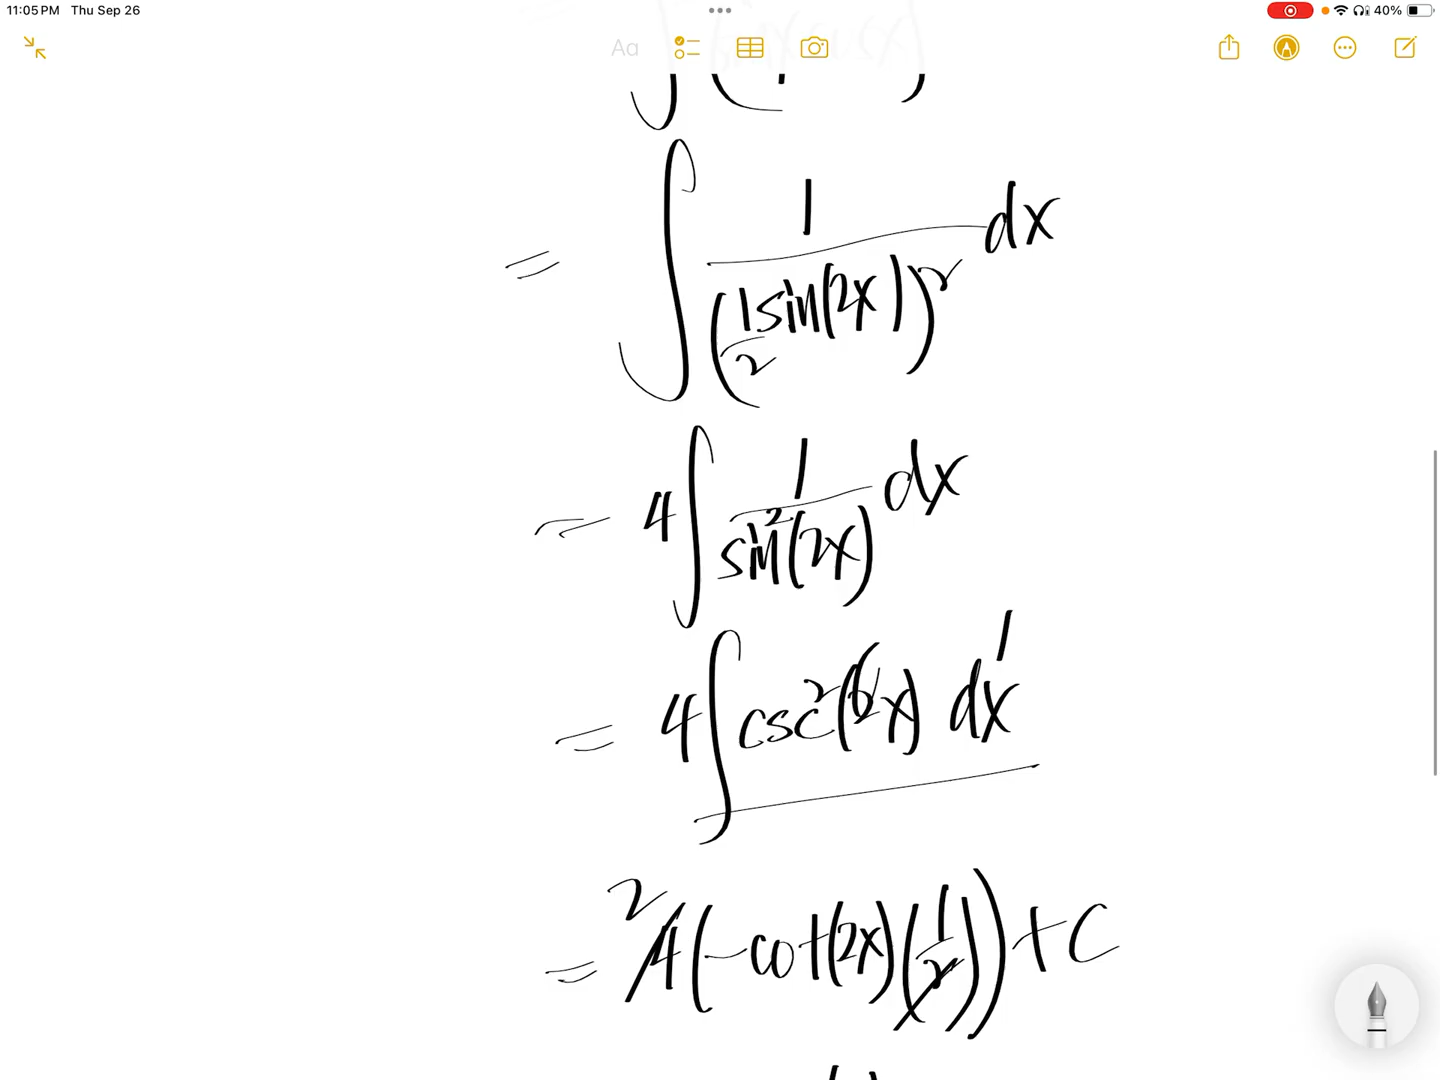 11:05 PM Thu Sep 26
40%
Aa
= ∫ 1/(1/2 sin(2x))² dx
= 4∫ 1/sin²(2x) dx
= 4∫ csc²(2x) dx
= 4(-cot(2x)(1/2)) + C
2